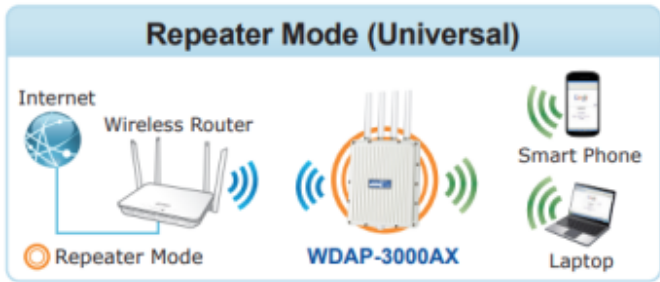 Repeater Mode (Universal)
Internet
Wireless Router
Smart Phone
Repeater Mode
WDAP-3000AX
Laptop